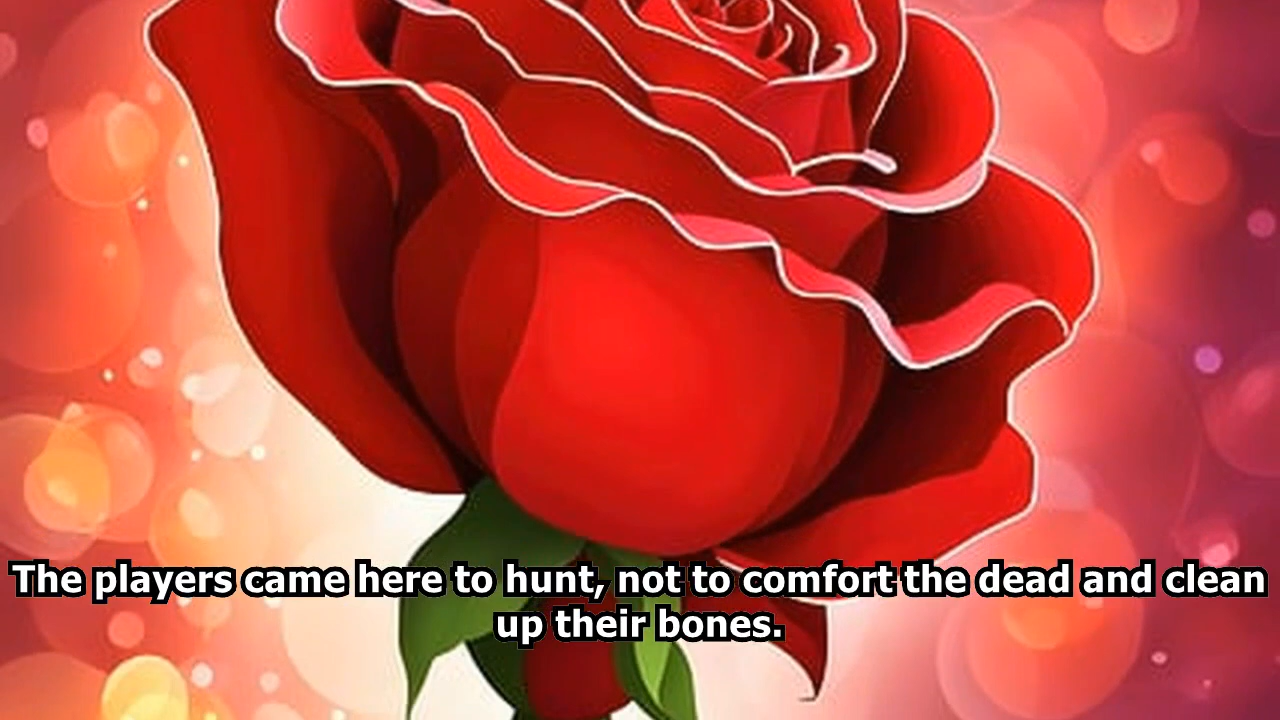 The players came here to hunt, not to comfort the dead and clean
up their bones.